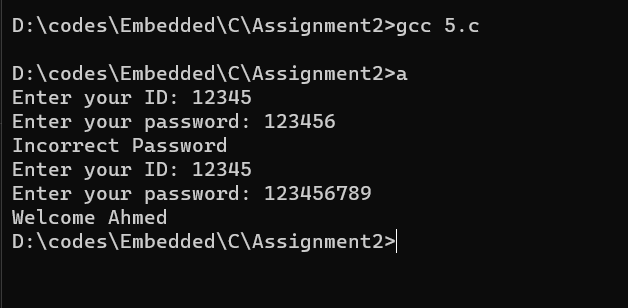 D:\codes\Embedded\C\Assignment2>gcc 5.c
D:\codes\Embedded\C\Assignment2>a
Enter your ID: 12345
Enter your password: 123456
Incorrect Password
Enter your ID: 12345
Enter your password: 123456789
Welcome Ahmed
D:\codes\Embedded\C\Assignment2>